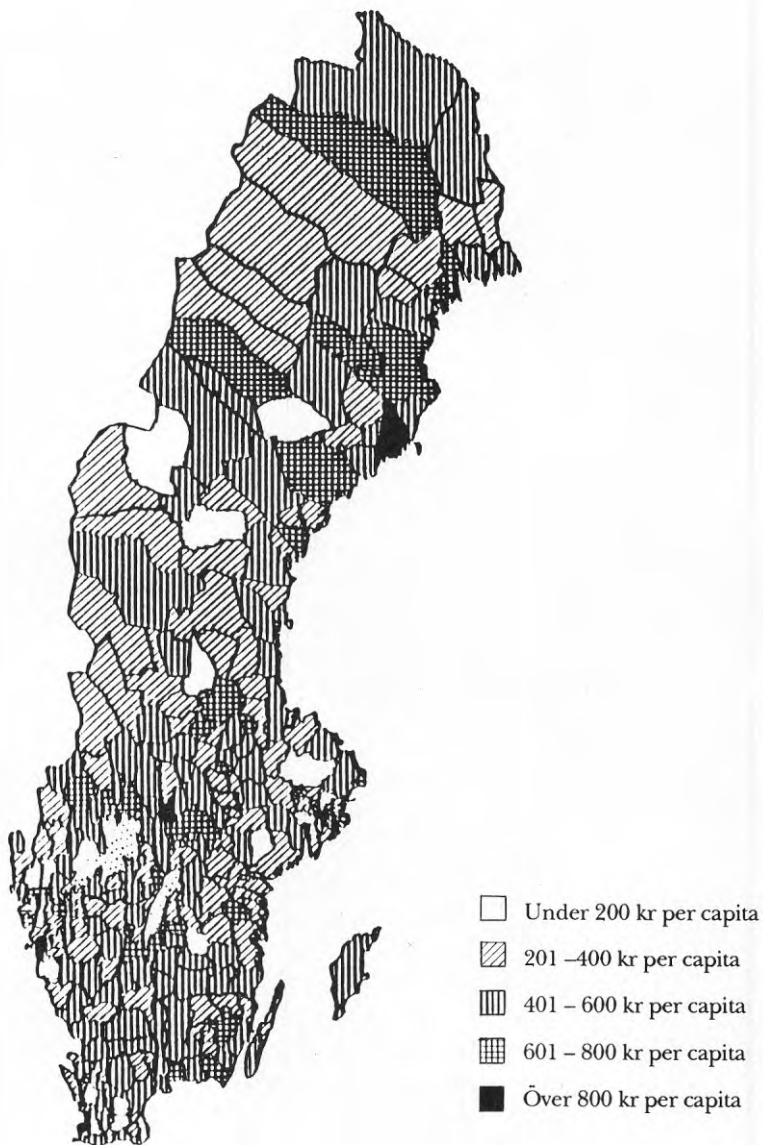 Under 200 kr per capita
201 –400 kr per capita
401 – 600 kr per capita
601 – 800 kr per capita
Över 800 kr per capita